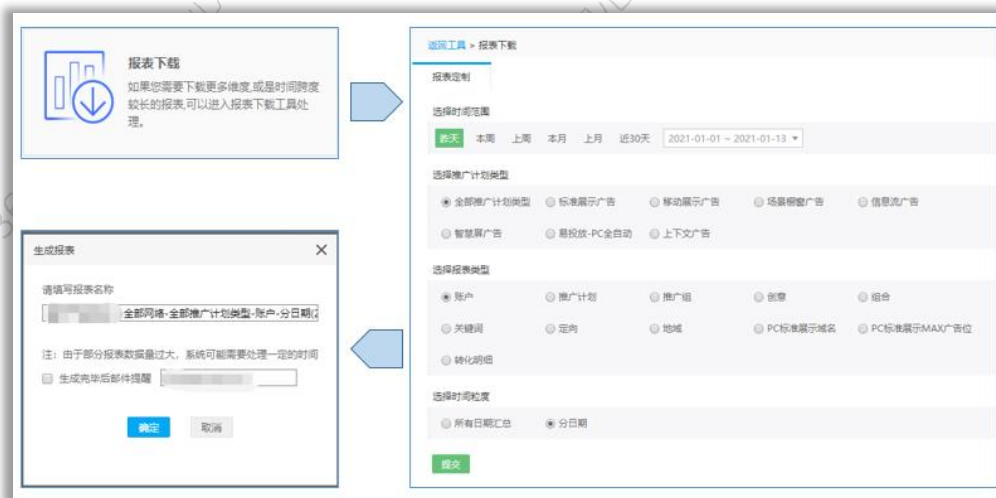 报表下载
如果您需要下载更多维度,或是时间跨度
较长的报表,可以进入报表下载工具处
理。
返回工具 > 报表下载
报表定制
选择时间范围
昨天 本周 上周 本月 上月 近30天 2021-01-01 ~ 2021-01-13
选择推广计划类型
全部推广计划类型 标准展示广告 移动展示广告 场景橱窗广告 信息流广告
智慧屏广告 易投放-PC全自动 上下文广告
选择报表类型
账户 推广计划 推广组 创意 组合
关键词 定向 地域 PC标准展示域名 PC标准展示MAX广告位
转化明细
选择时间粒度
所有日期汇总 分日期
提交
生成报表
请填写报表名称
-全部网络-全部推广计划类型-账户-分日期(2
注：由于部分报表数据量过大，系统可能需要处理一定的时间
生成完毕后邮件提醒
确定 取消